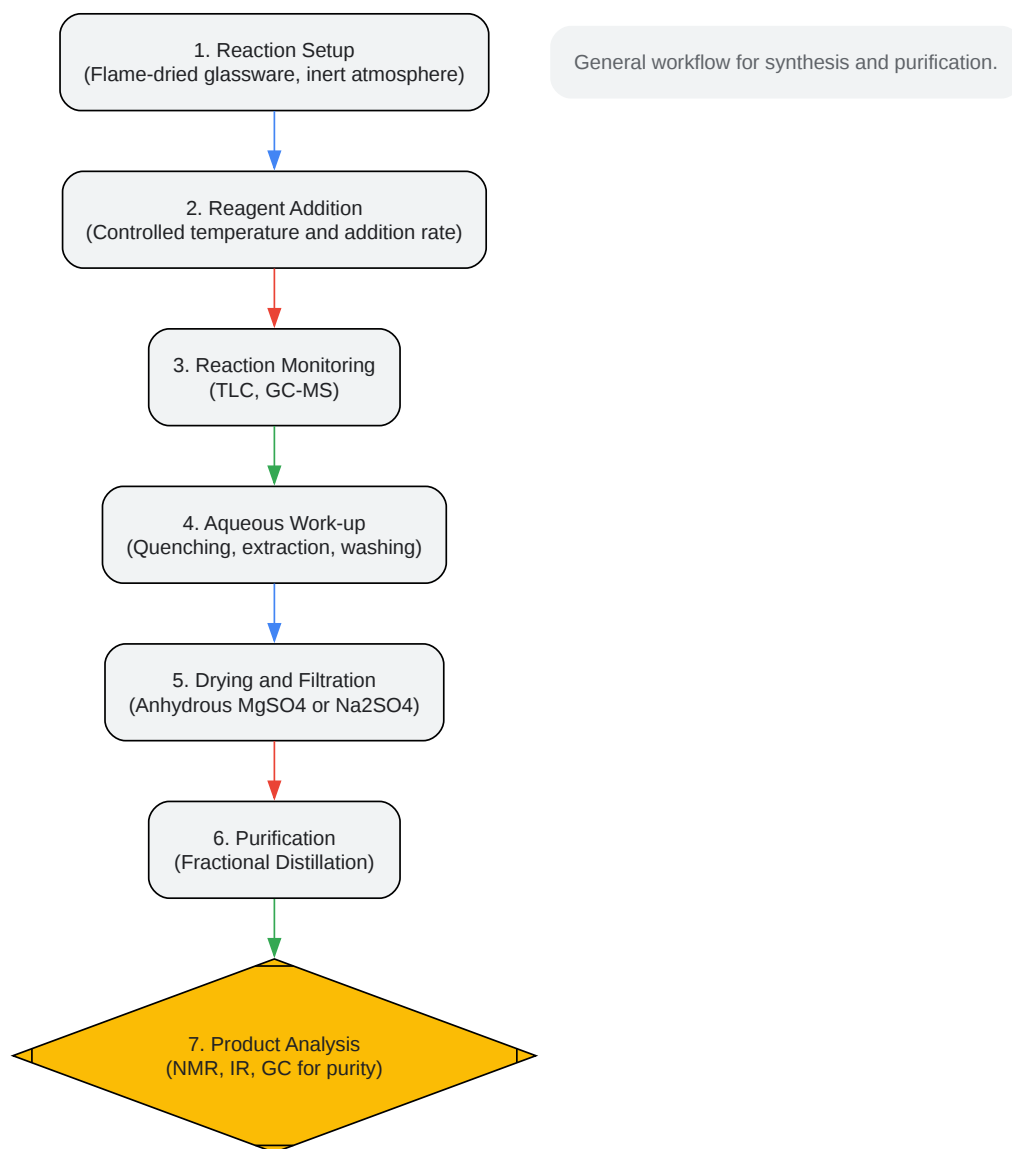 1. Reaction Setup
(Flame-dried glassware, inert atmosphere)
General workflow for synthesis and purification.
2. Reagent Addition
(Controlled temperature and addition rate)
3. Reaction Monitoring
(TLC, GC-MS)
4. Aqueous Work-up
(Quenching, extraction, washing)
5. Drying and Filtration
(Anhydrous MgSO4 or Na2SO4)
6. Purification
(Fractional Distillation)
7. Product Analysis
(NMR, IR, GC for purity)